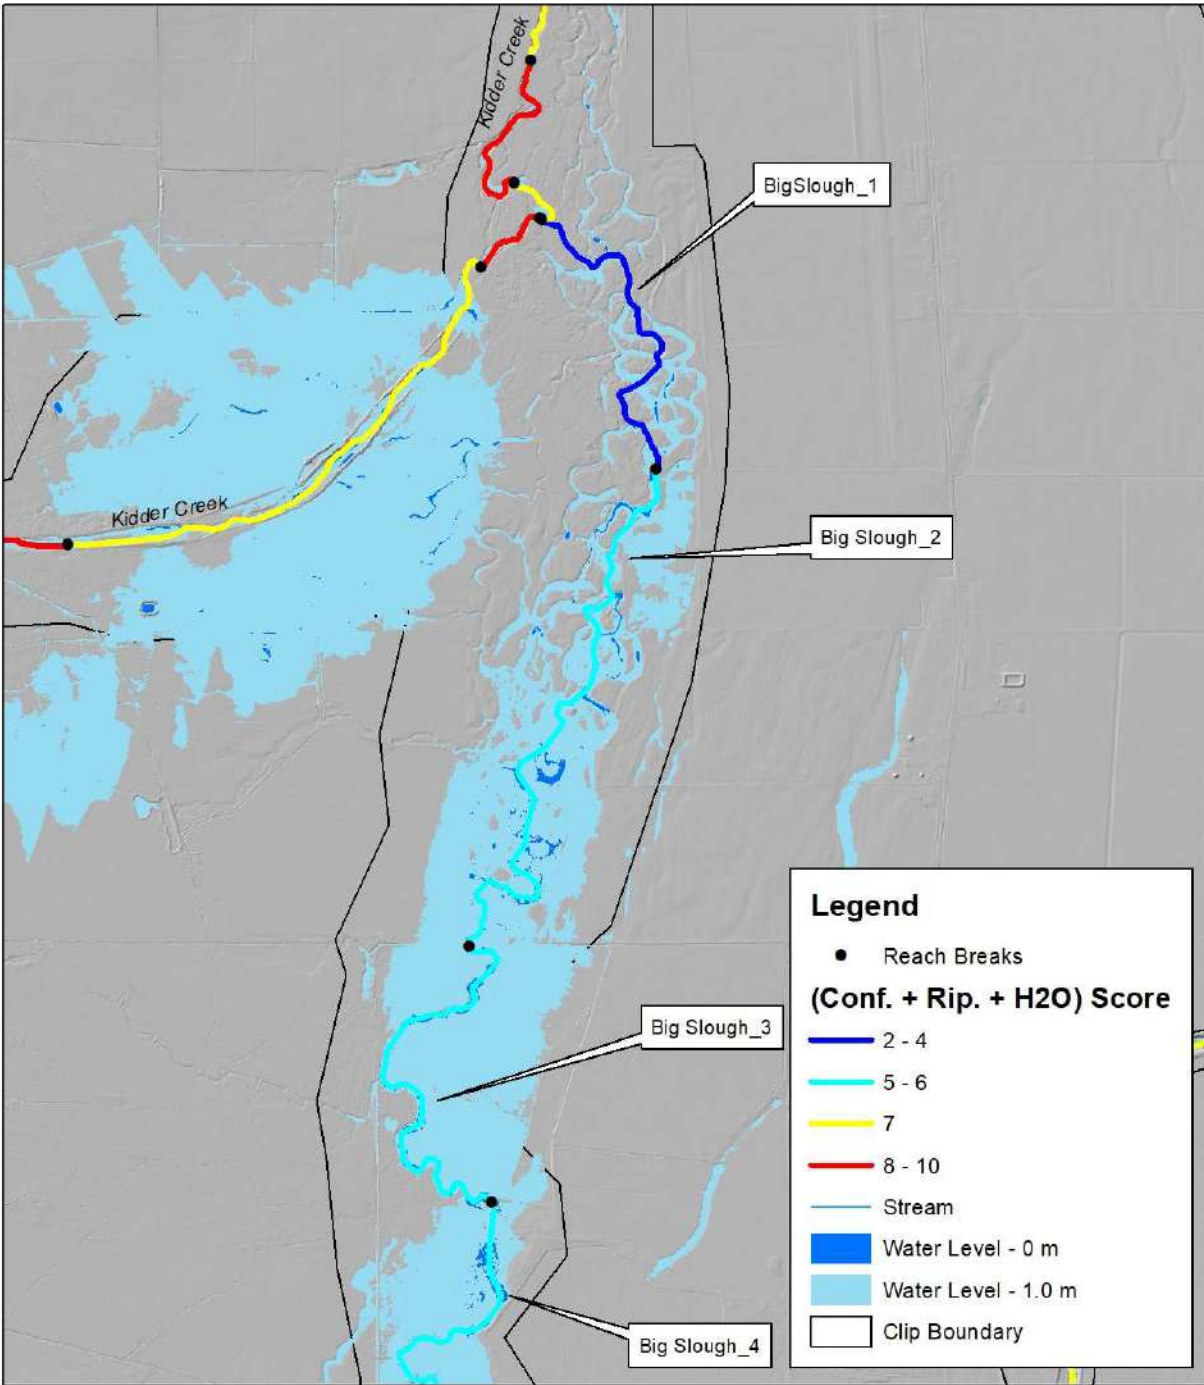 Kidder Creek
BigSlough_1
Kidder Creek
Big Slough_2
Big Slough_3
Big Slough_4
Legend
Reach Breaks
(Conf. + Rip. + H2O) Score
2 - 4
5 - 6
7
8 - 10
Stream
Water Level - 0 m
Water Level - 1.0 m
Clip Boundary